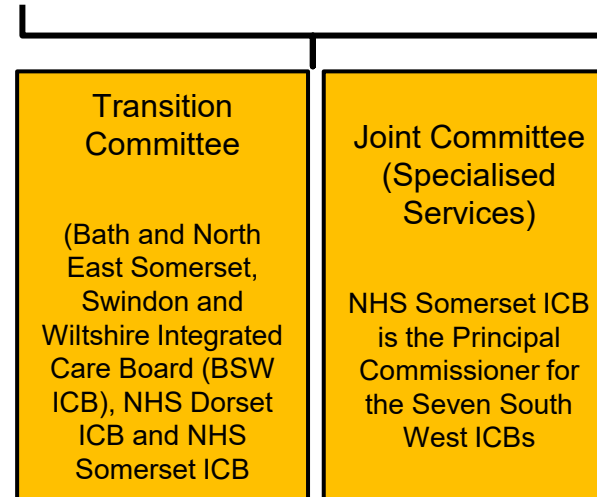 Transition
Committee
(Bath and North
East Somerset,
Swindon and
Wiltshire Integrated
Care Board (BSW
ICB), NHS Dorset
ICB and NHS
Somerset ICB
Joint Committee
(Specialised
Services)
NHS Somerset ICB
is the Principal
Commissioner for
the Seven South
West ICBs